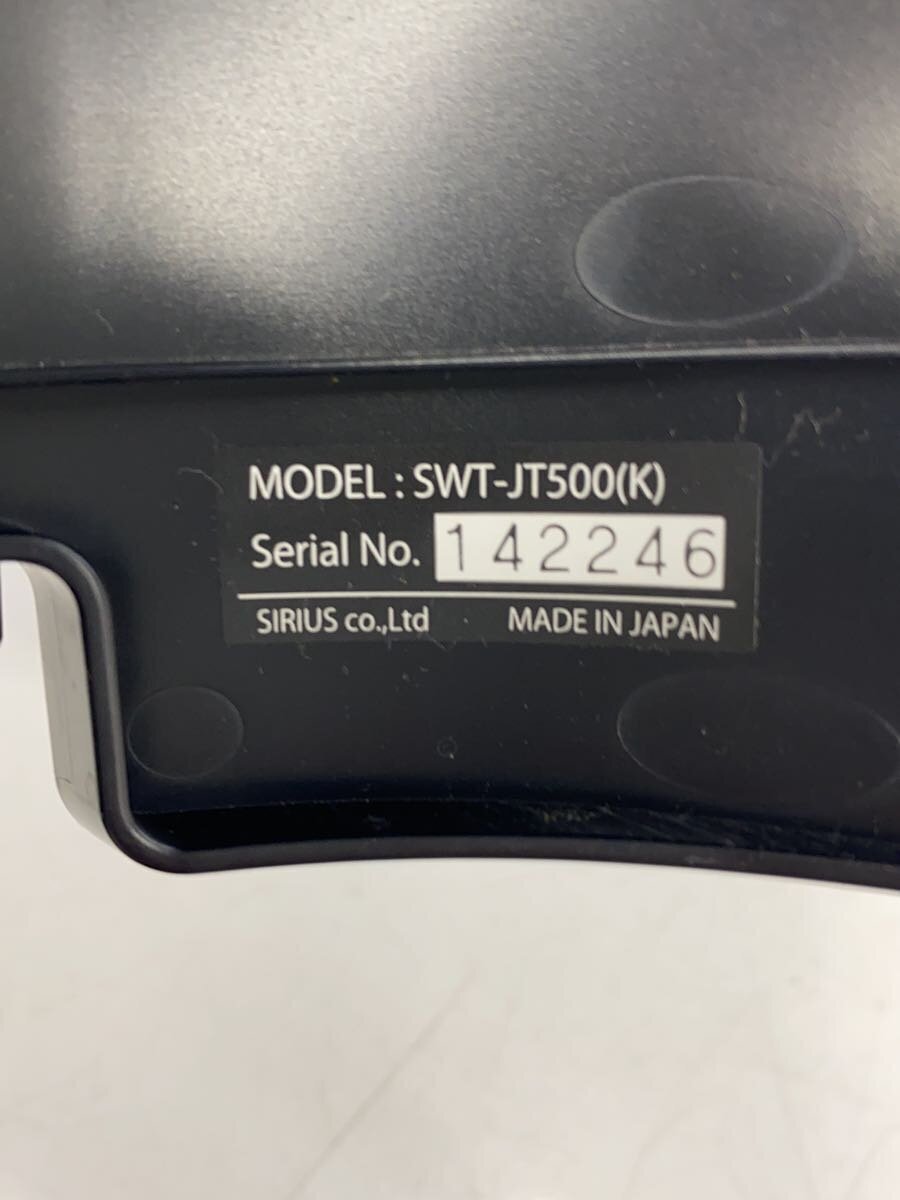 MODEL : SWT-JT500(K)
Serial No. 142246
SIRIUS co.,Ltd MADE IN JAPAN